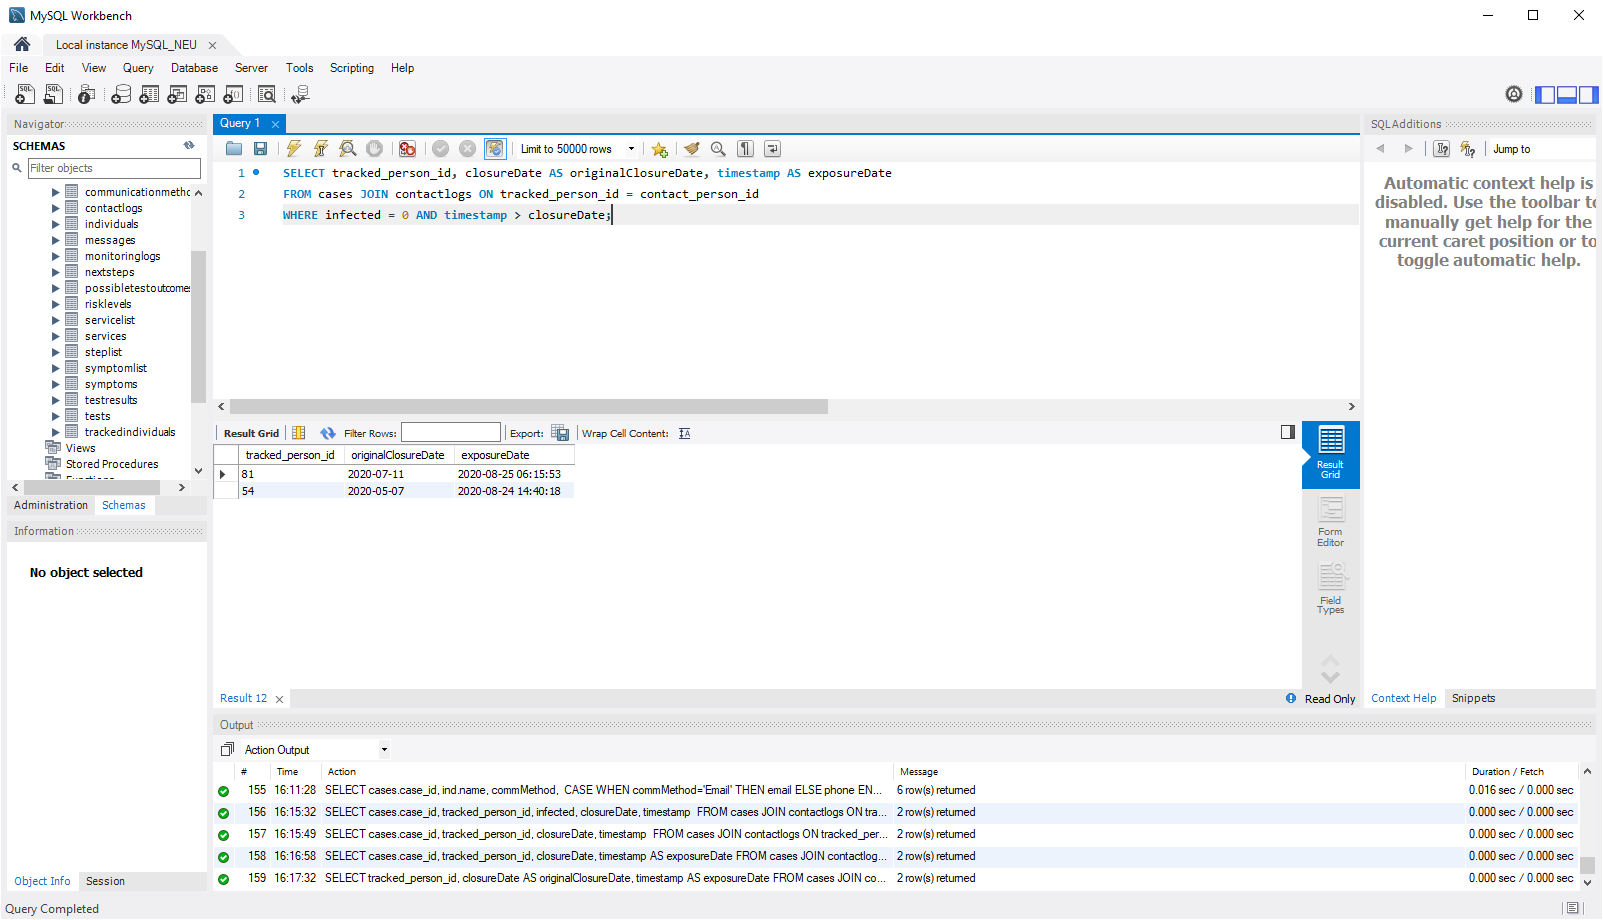 MySQL Workbench
Local instance MySQL_NEU
File Edit View Query Database Server Tools Scripting Help
Navigator
SCHEMAS
Filter objects
communicationmetho
contactlogs
individuals
messages
monitoringlogs
nextsteps
possibletestoutcomes
risklevels
servicelist
services
steplist
symptomlist
symptoms
testresults
tests
trackedindividuals
Views
Stored Procedures
Functions
Administration Schemas
Information
No object selected
Object Info Session
Query Completed
Query 1
Limit to 50000 rows
1 SELECT tracked_person_id, closureDate AS originalClosureDate, timestamp AS exposureDate
2 FROM cases JOIN contactlogs ON tracked_person_id = contact_person_id
3 WHERE infected = 0 AND timestamp > closureDate;
Result Grid Filter Rows: Export: Wrap Cell Content:
tracked_person_id originalClosureDate exposureDate
81 2020-07-11 2020-08-25 06:15:53
54 2020-05-07 2020-08-24 14:40:18
Result Grid
Form Editor
Field Types
Result 12
Read Only
Output
Action Output
# Time Action Message Duration / Fetch
155 16:11:28 SELECT cases.case_id, ind.name, commMethod, CASE WHEN commMethod='Email' THEN email ELSE phone EN... 6 row(s) returned 0.016 sec / 0.000 sec
156 16:15:32 SELECT cases.case_id, tracked_person_id, infected, closureDate, timestamp FROM cases JOIN contactlogs ON tra... 2 row(s) returned 0.000 sec / 0.000 sec
157 16:15:49 SELECT cases.case_id, tracked_person_id, closureDate, timestamp FROM cases JOIN contactlogs ON tracked_per... 2 row(s) returned 0.000 sec / 0.000 sec
158 16:16:58 SELECT cases.case_id, tracked_person_id, closureDate, timestamp AS exposureDate FROM cases JOIN contactlog... 2 row(s) returned 0.000 sec / 0.000 sec
159 16:17:32 SELECT tracked_person_id, closureDate AS originalClosureDate, timestamp AS exposureDate FROM cases JOIN co... 2 row(s) returned 0.000 sec / 0.000 sec
SQLAdditions
Jump to
Automatic context help is
disabled. Use the toolbar to
manually get help for the
current caret position or to
toggle automatic help.
Context Help Snippets